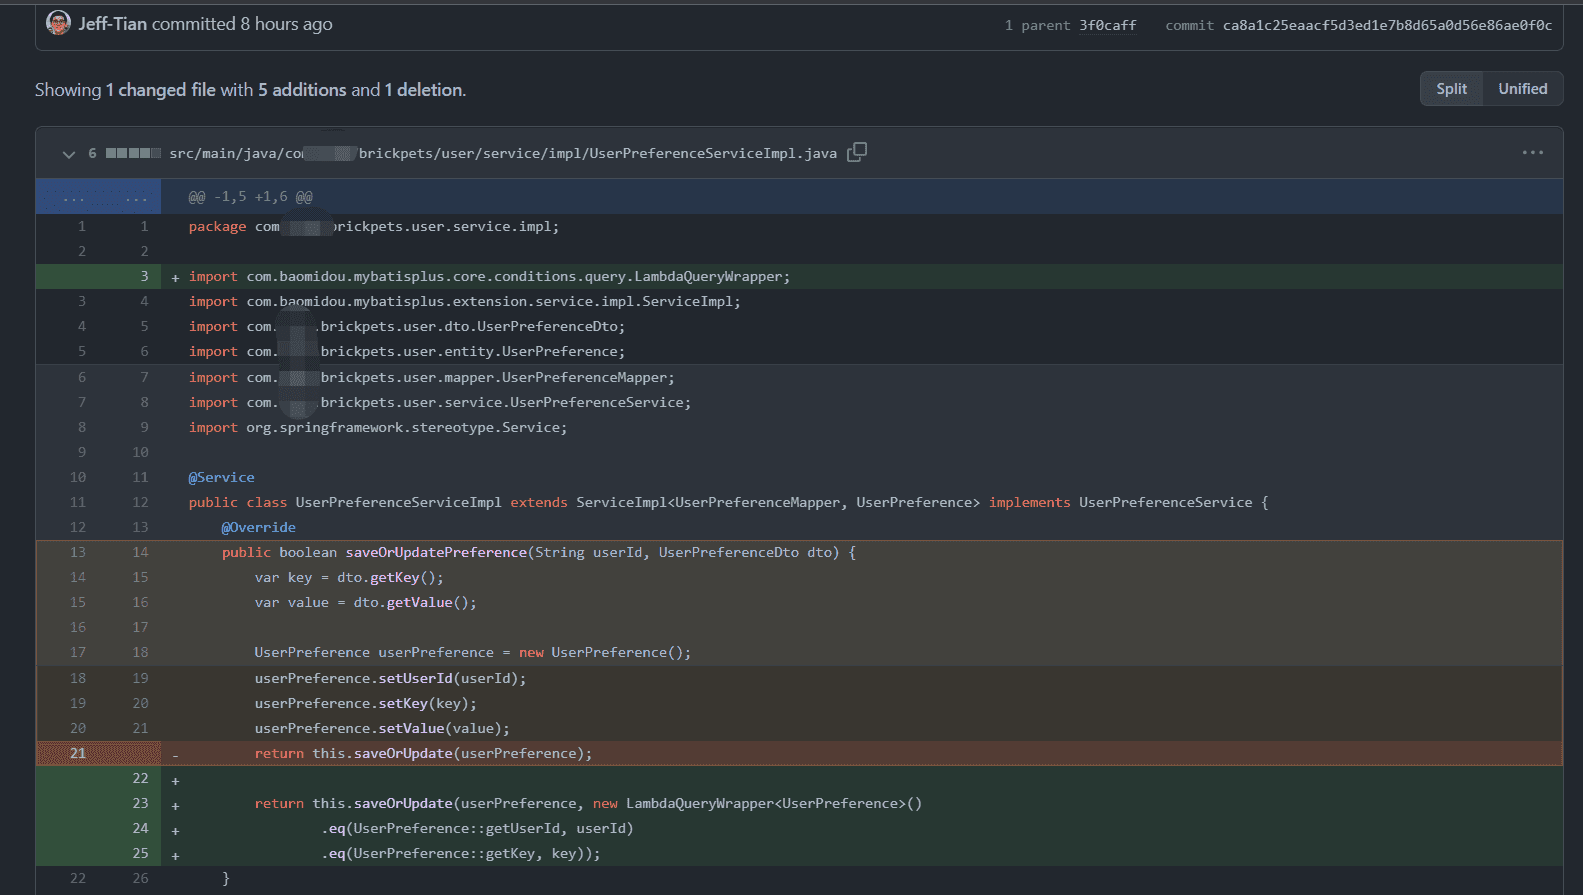 Jeff-Tian committed 8 hours ago
1 parent 3f0caff commit ca8a1c25eaacf5d3ed1e7b8d65a0d56e86ae0f0c
Showing 1 changed file with 5 additions and 1 deletion.
Split Unified
6 src/main/java/co brickpets/user/service/impl/UserPreferenceServiceImpl.java ...
... ... @@ -1,5 +1,6 @@
1 1 package com brickpets.user.service.impl;
2 2
3 + import com.baomidou.mybatisplus.core.conditions.query.LambdaQueryWrapper;
3 4 import com.baomidou.mybatisplus.extension.service.impl.ServiceImpl;
4 5 import com. .brickpets.user.dto.UserPreferenceDto;
5 6 import com. brickpets.user.entity.UserPreference;
6 7 import com. brickpets.user.mapper.UserPreferenceMapper;
7 8 import com. .brickpets.user.service.UserPreferenceService;
8 9 import org.springframework.stereotype.Service;
9 10
10 11 @Service
11 12 public class UserPreferenceServiceImpl extends ServiceImpl<UserPreferenceMapper, UserPreference> implements UserPreferenceService {
12 13 @Override
13 14 public boolean saveOrUpdatePreference(String userId, UserPreferenceDto dto) {
14 15 var key = dto.getKey();
15 16 var value = dto.getValue();
16 17
17 18 UserPreference userPreference = new UserPreference();
18 19 userPreference.setUserId(userId);
19 20 userPreference.setKey(key);
20 21 userPreference.setValue(value);
21 - return this.saveOrUpdate(userPreference);
22 +
23 + return this.saveOrUpdate(userPreference, new LambdaQueryWrapper<UserPreference>()
24 + .eq(UserPreference::getUserId, userId)
25 + .eq(UserPreference::getKey, key));
22 26 }